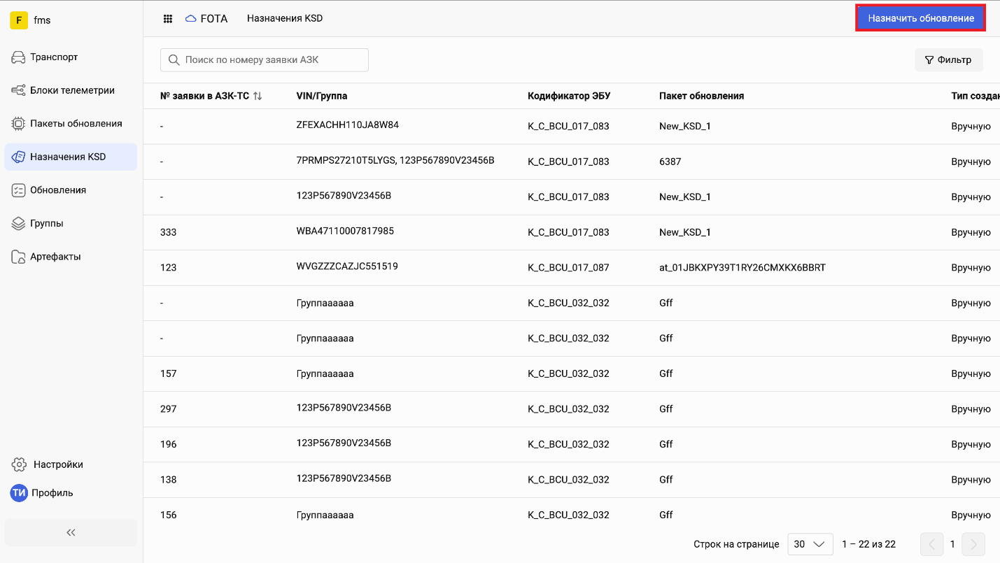 F fms
FOTA Назначения KSD Назначить обновление
Транспорт
Блоки телеметрии
Пакеты обновления
Назначения KSD
Обновления
Группы
Артефакты
Настройки
ТИ Профиль
Поиск по номеру заявки АЗК Фильтр
№ заявки в АЗК-ТС VIN/Группа Кодификатор ЭБУ Пакет обновления Тип создан
- ZFEXACHH110JA8W84 K_C_BCU_017_083 New_KSD_1 Вручную
- 7PRMPS27210T5LYGS, 123P567890V23456B K_C_BCU_017_083 6387 Вручную
- 123P567890V23456B K_C_BCU_017_083 New_KSD_1 Вручную
333 WBA47110007817985 K_C_BCU_017_083 New_KSD_1 Вручную
123 WVGZZZCAZJC551519 K_C_BCU_017_087 at_01JBKXPY39T1RY26CMXKX6BBRT Вручную
- Группаааааа K_C_BCU_032_032 Gff Вручную
- Группаааааа K_C_BCU_032_032 Gff Вручную
157 Группаааааа K_C_BCU_032_032 Gff Вручную
297 123P567890V23456B K_C_BCU_032_032 Gff Вручную
196 123P567890V23456B K_C_BCU_032_032 Gff Вручную
138 123P567890V23456B K_C_BCU_032_032 Gff Вручную
156 Группаааааа K_C_BCU_032_032 Gff Вручную
Строк на странице 30 1 – 22 из 22 1